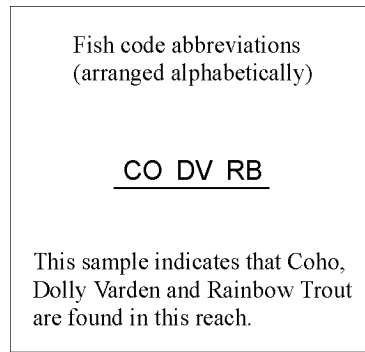 Fish code abbreviations
(arranged alphabetically)
CO DV RB
This sample indicates that Coho,
Dolly Varden and Rainbow Trout
are found in this reach.